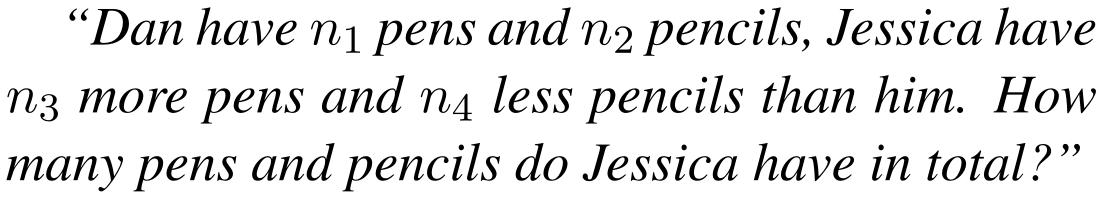 “Dan have n₁ pens and n₂ pencils, Jessica have
n₃ more pens and n₄ less pencils than him. How
many pens and pencils do Jessica have in total?”